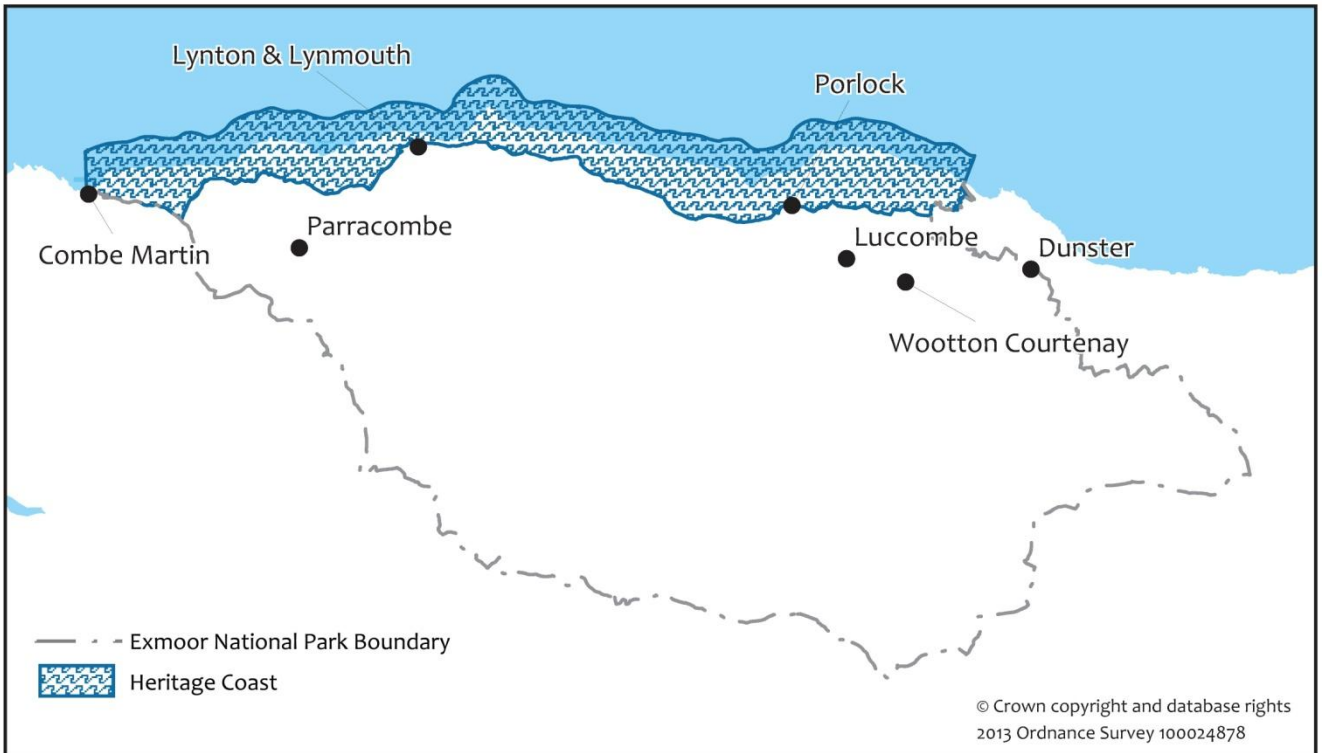 Lynton & Lynmouth
Porlock
Parracombe
Combe Martin
Luccombe
Dunster
Wootton Courtenay
Exmoor National Park Boundary
Heritage Coast
© Crown copyright and database rights
2013 Ordnance Survey 100024878